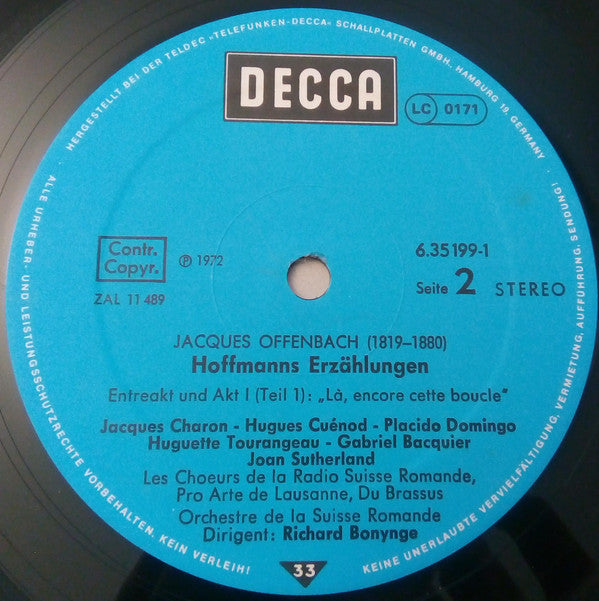 HERGESTELLT BEI DER TELDEC »TELEFUNKEN-DECCA« SCHALLPLATTEN GMBH., HAMBURG 19, GERMANY ·
DECCA
LC 0171
Contr.
Copyr.
℗ 1972
6.35199-1
ZAL 11 489
Seite 2 STEREO
JACQUES OFFENBACH (1819–1880)
Hoffmanns Erzählungen
Entreakt und Akt I (Teil 1): „Là, encore cette boucle“
Jacques Charon - Hugues Cuénod - Placido Domingo
Huguette Tourangeau - Gabriel Bacquier
Joan Sutherland
Les Choeurs de la Radio Suisse Romande,
Pro Arte de Lausanne, Du Brassus
Orchestre de la Suisse Romande
Dirigent: Richard Bonynge
33
ALLE URHEBER- UND LEISTUNGSSCHUTZRECHTE VORBEHALTEN. KEIN VERLEIH!
KEINE UNERLAUBTE VERVIELFÄLTIGUNG, VERMIETUNG, AUFFÜHRUNG, SENDUNG!